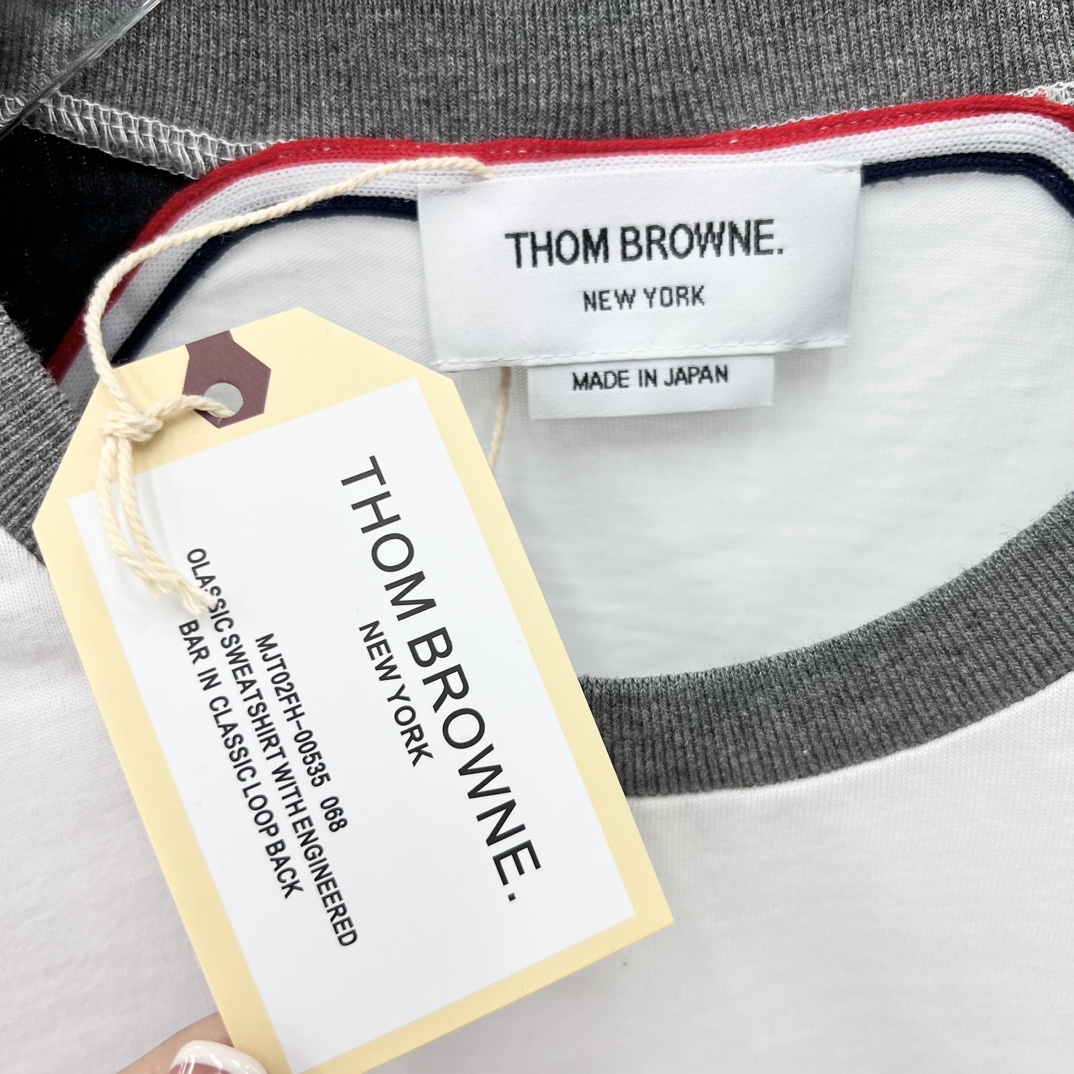 THOM BROWNE.
NEW YORK
MADE IN JAPAN
THOM BROWNE.
NEW YORK
MJT02FH-00535 068
OLASSIC SWEATSHIRT WITH ENGINEERED
BAR IN CLASSIC LOOP BACK